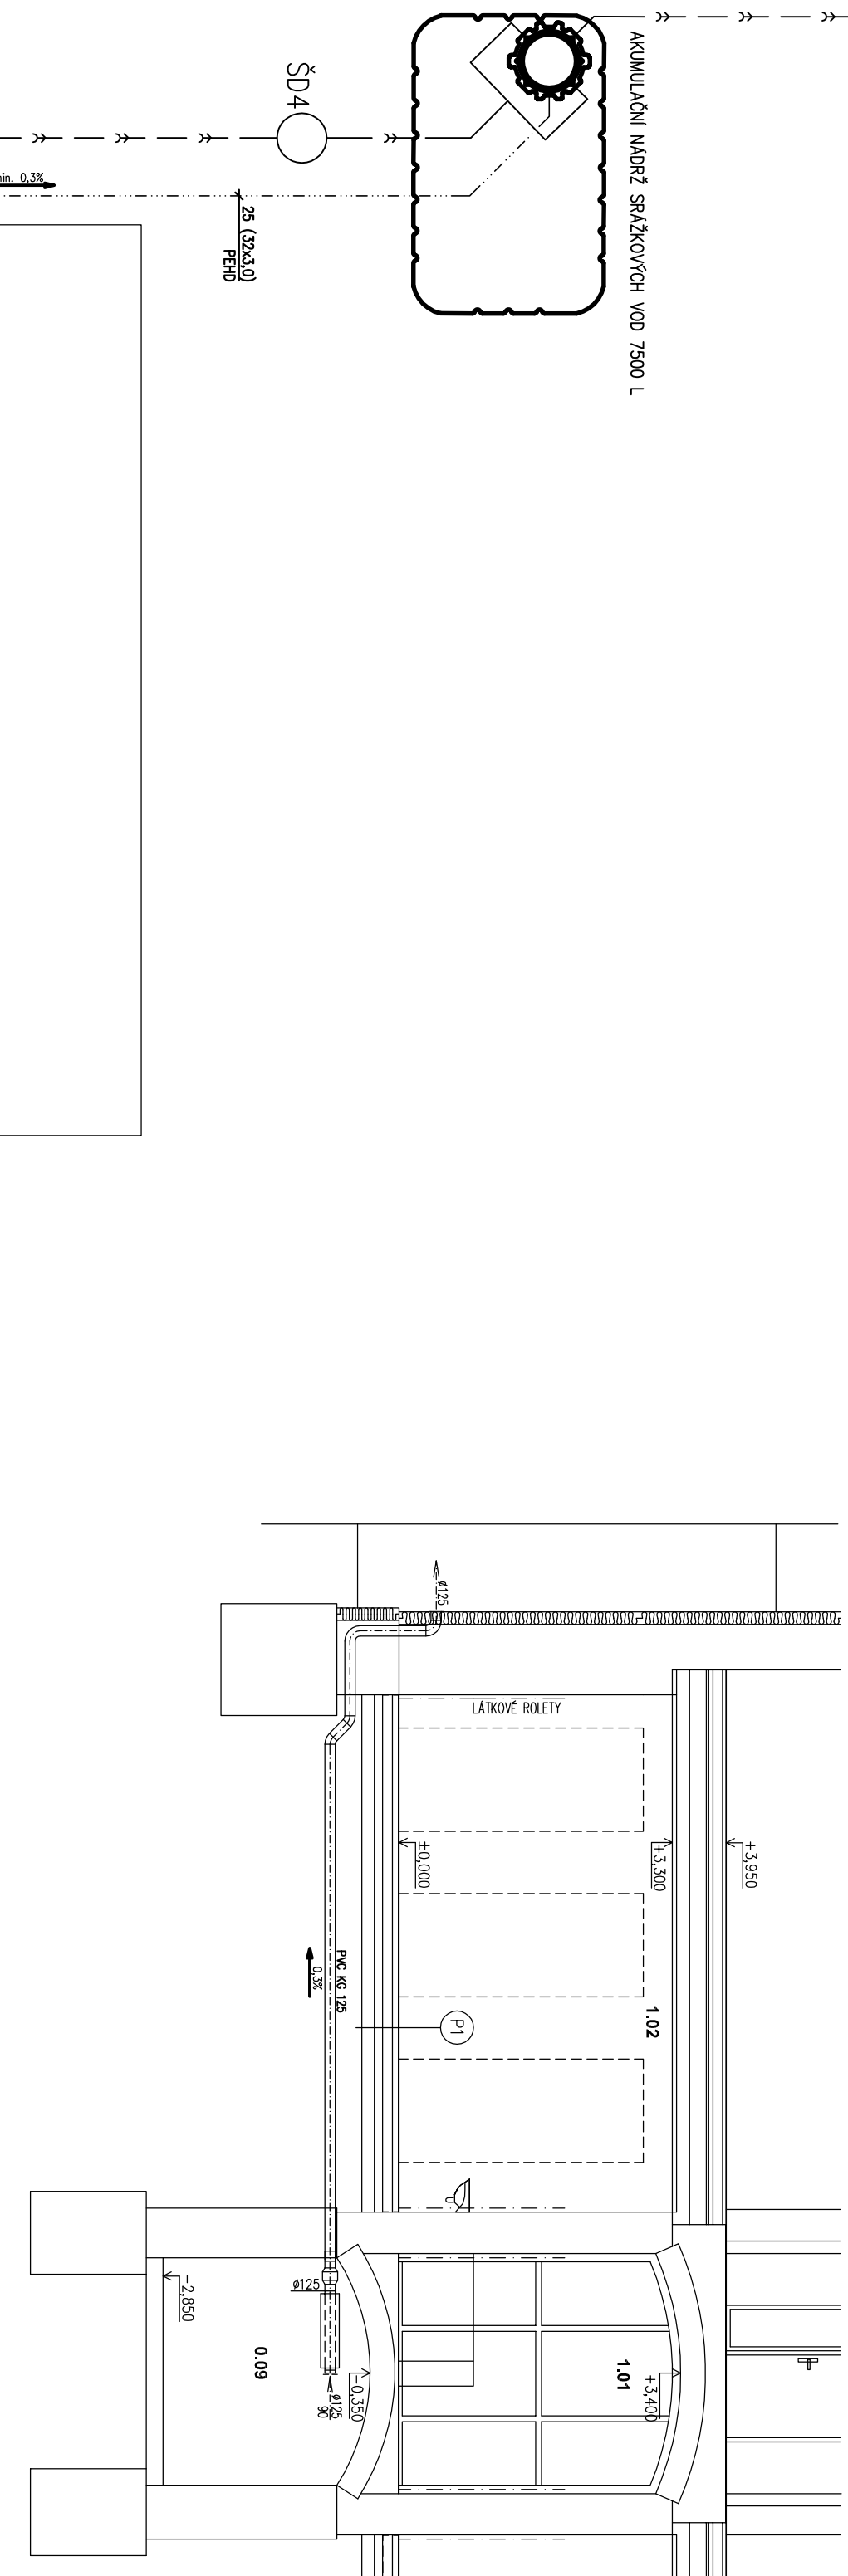 AKUMULAČNÍ NÁDRŽ SRÁŽKOVÝCH VOD 7500 L
ŠD4
min. 0,3%
25 (32x3,0)
PEHD
ø125
LÁTKOVÉ ROLETY
+3,950
+3,300
±0,000
1.02
P1
PVC KG 125
0,3%
ø125
-2,850
0.09
1.01
+3,400
-0,350
ø125
90